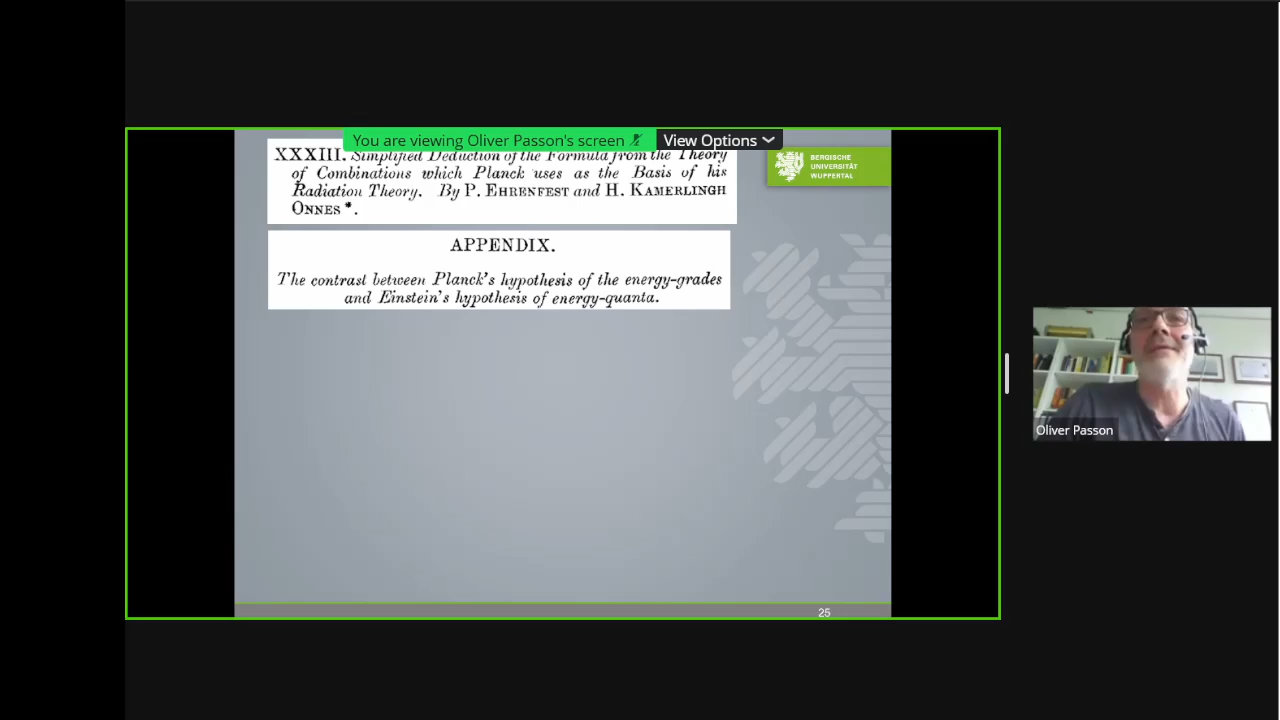 You are viewing Oliver Passon's screen
View Options
XXXIII. Simplified Deduction of the Formula from the Theory
of Combinations which Planck uses as the Basis of his
Radiation Theory. By P. EHRENFEST and H. KAMERLINGH
ONNES *.
BERGISCHE
UNIVERSITÄT
WUPPERTAL
APPENDIX.
The contrast between Planck's hypothesis of the energy-grades
and Einstein's hypothesis of energy-quanta.
Oliver Passon
25